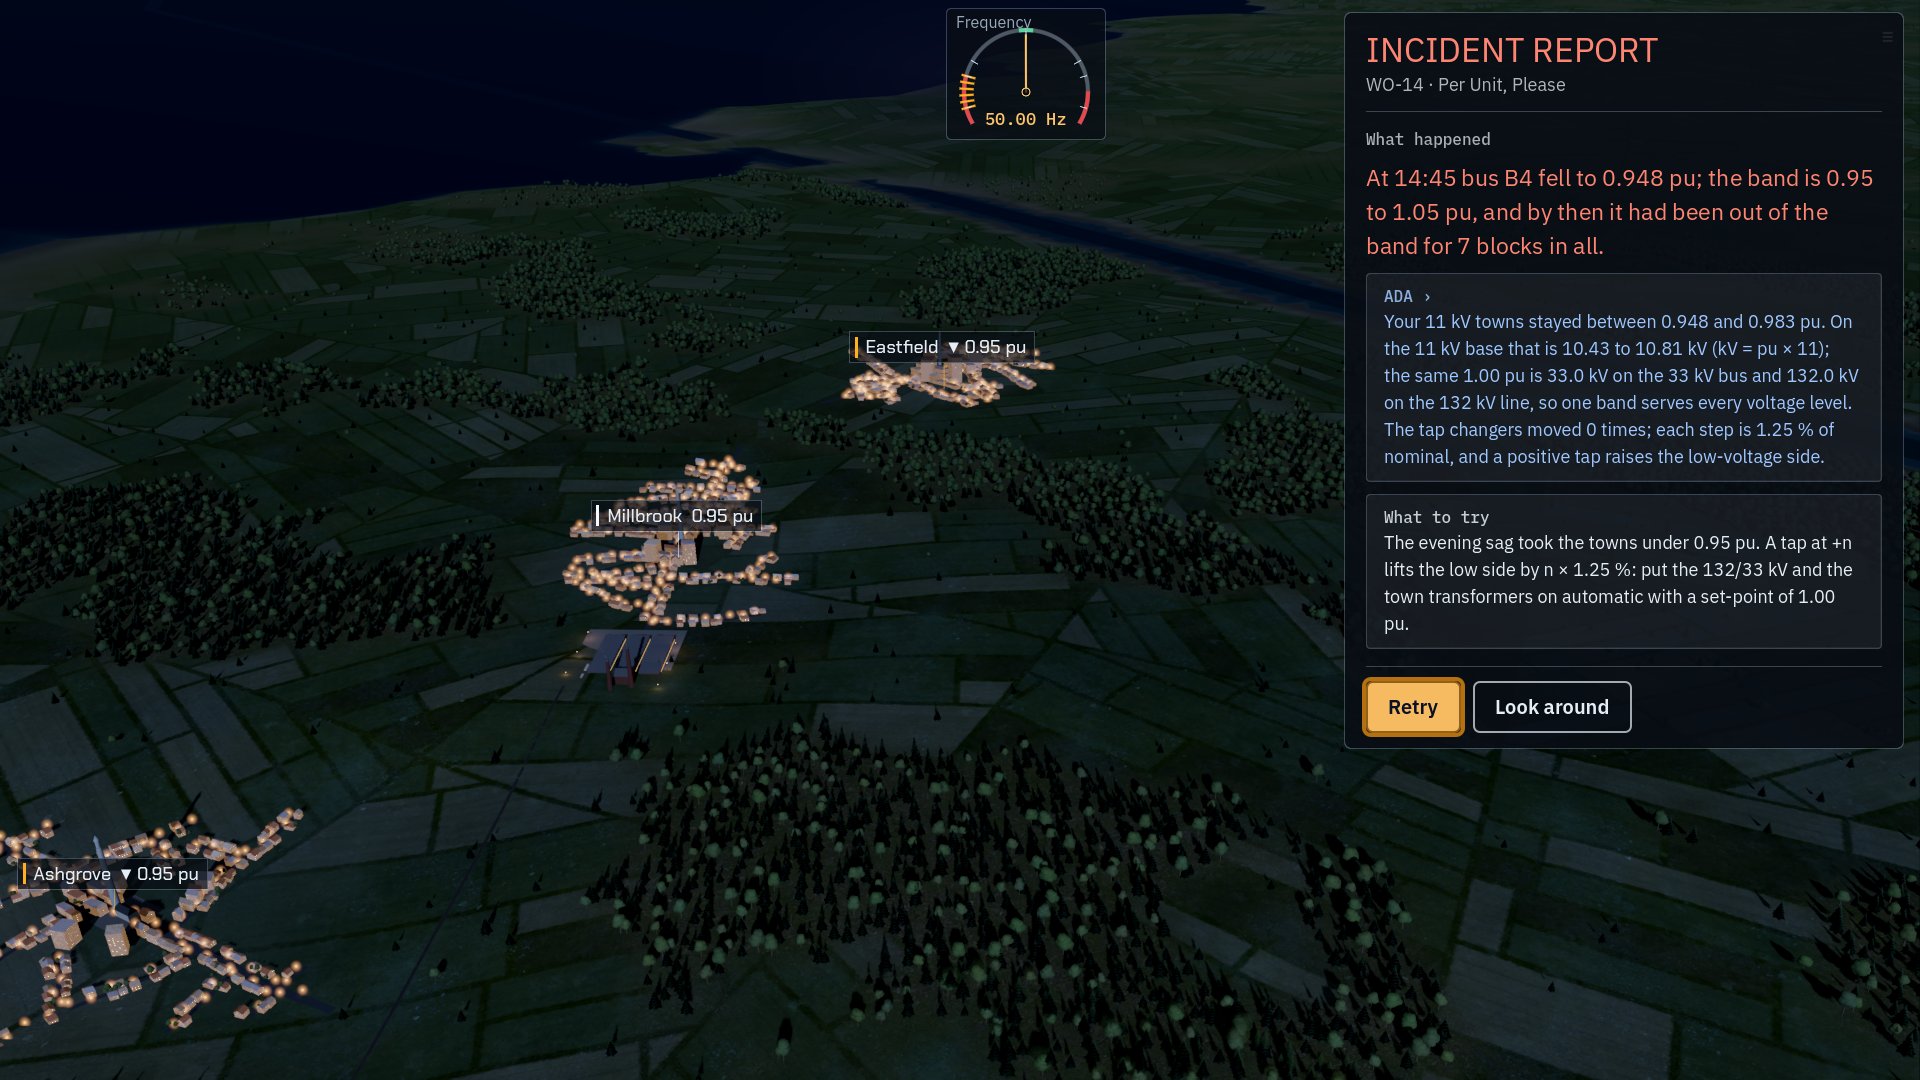 Frequency
50.00 Hz
Eastfield ▼ 0.95 pu
Millbrook 0.95 pu
Ashgrove ▼ 0.95 pu
INCIDENT REPORT
WO-14 · Per Unit, Please
What happened
At 14:45 bus B4 fell to 0.948 pu; the band is 0.95
to 1.05 pu, and by then it had been out of the
band for 7 blocks in all.
ADA ›
Your 11 kV towns stayed between 0.948 and 0.983 pu. On
the 11 kV base that is 10.43 to 10.81 kV (kV = pu × 11);
the same 1.00 pu is 33.0 kV on the 33 kV bus and 132.0 kV
on the 132 kV line, so one band serves every voltage level.
The tap changers moved 0 times; each step is 1.25 % of
nominal, and a positive tap raises the low-voltage side.
What to try
The evening sag took the towns under 0.95 pu. A tap at +n
lifts the low side by n × 1.25 %: put the 132/33 kV and the
town transformers on automatic with a set-point of 1.00
pu.
Retry
Look around